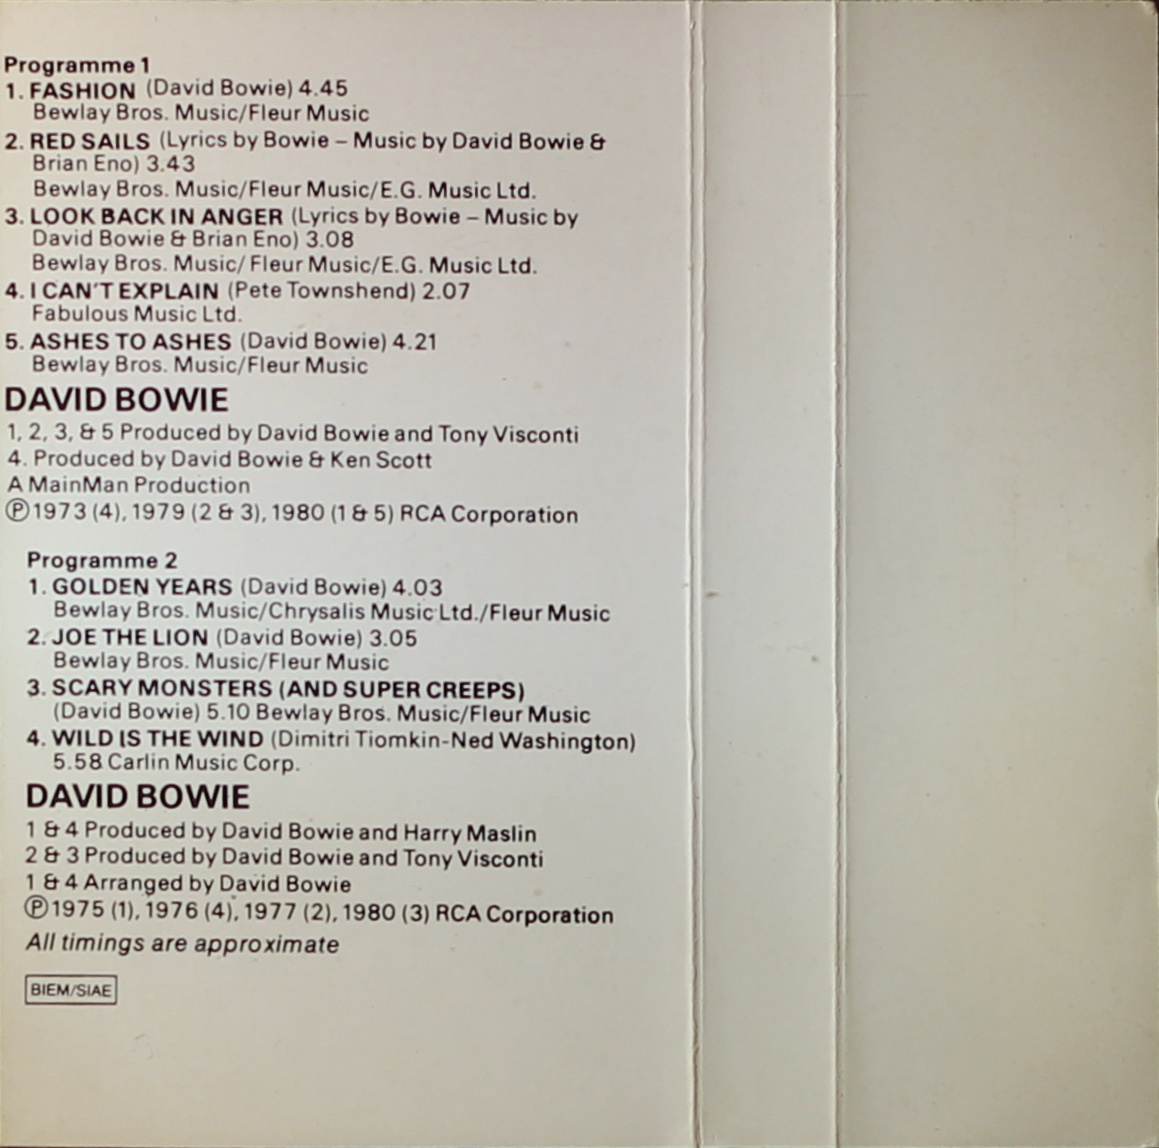 Programme 1
1. FASHION (David Bowie) 4.45
Bewlay Bros. Music/Fleur Music
2. RED SAILS (Lyrics by Bowie – Music by David Bowie &
Brian Eno) 3.43
Bewlay Bros. Music/Fleur Music/E.G. Music Ltd.
3. LOOK BACK IN ANGER (Lyrics by Bowie – Music by
David Bowie & Brian Eno) 3.08
Bewlay Bros. Music/ Fleur Music/E.G. Music Ltd.
4. I CAN'T EXPLAIN (Pete Townshend) 2.07
Fabulous Music Ltd.
5. ASHES TO ASHES (David Bowie) 4.21
Bewlay Bros. Music/Fleur Music
DAVID BOWIE
1, 2, 3, & 5 Produced by David Bowie and Tony Visconti
4. Produced by David Bowie & Ken Scott
A MainMan Production
Ⓟ1973 (4), 1979 (2 & 3), 1980 (1 & 5) RCA Corporation
Programme 2
1. GOLDEN YEARS (David Bowie) 4.03
Bewlay Bros. Music/Chrysalis Music Ltd./Fleur Music
2. JOE THE LION (David Bowie) 3.05
Bewlay Bros. Music/Fleur Music
3. SCARY MONSTERS (AND SUPER CREEPS)
(David Bowie) 5.10 Bewlay Bros. Music/Fleur Music
4. WILD IS THE WIND (Dimitri Tiomkin-Ned Washington)
5.58 Carlin Music Corp.
DAVID BOWIE
1 & 4 Produced by David Bowie and Harry Maslin
2 & 3 Produced by David Bowie and Tony Visconti
1 & 4 Arranged by David Bowie
Ⓟ1975 (1), 1976 (4), 1977 (2), 1980 (3) RCA Corporation
All timings are approximate
BIEM/SIAE